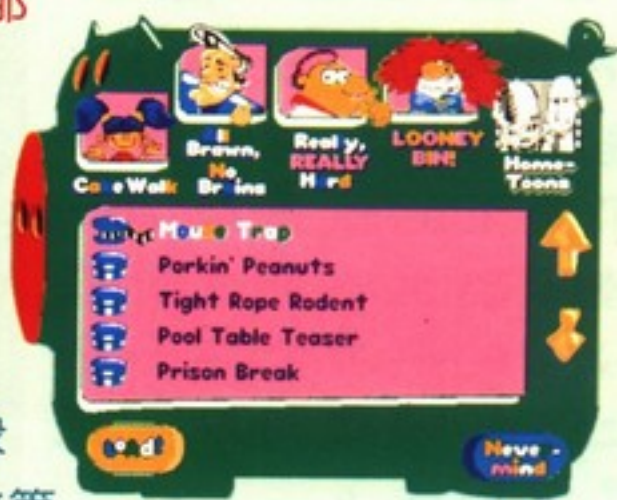 Cake Walk
All
Brawn,
No
Brains
Really,
REALLY
Hard
LOONEY
BIN!
Home-
Toons
Mouse Trap
Porkin' Peanuts
Tight Rope Rodent
Pool Table Teaser
Prison Break
Load!
Never-
mind